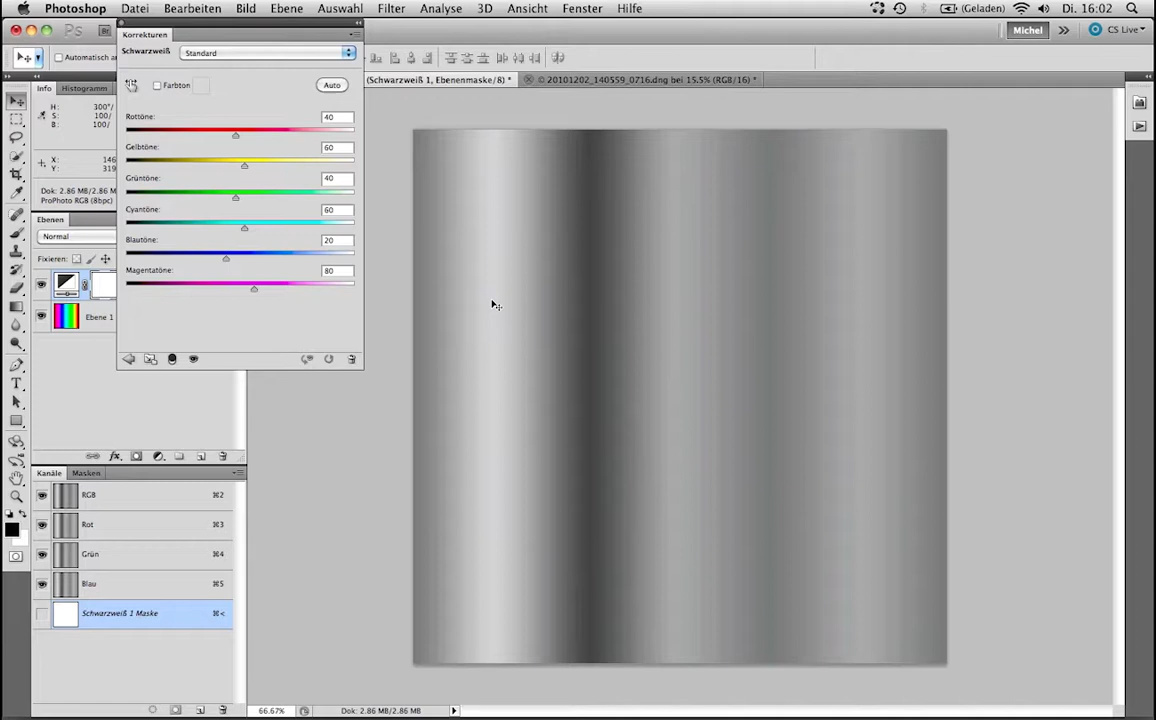 Photoshop Datei Bearbeiten Bild Ebene Auswahl Filter Analyse 3D Ansicht Fenster Hilfe (Geladen) Di. 16:02
Ps Br Michel CS Live
Korrekturen
Automatisch a
Schwarzweiß Standard
(Schwarzweiß 1, Ebenenmaske/8) * © 20101202_140559_0716.dng bei 15.5% (RGB/16) *
Info Histogramm
Farbton Auto
H: 300°/
S: 100/
B: 100/
X: 146
Y: 319
Dok: 2.86 MB/2.86 MB
ProPhoto RGB (8bpc)
Rottöne: 40
Gelbtöne: 60
Grüntöne: 40
Cyantöne: 60
Blautöne: 20
Magentatöne: 80
Ebenen
Normal
Fixieren:
Ebene 1
Kanäle Masken
RGB ⌘2
Rot ⌘3
Grün ⌘4
Blau ⌘5
Schwarzweiß 1 Maske ⌘<
66.67% Dok: 2.86 MB/2.86 MB